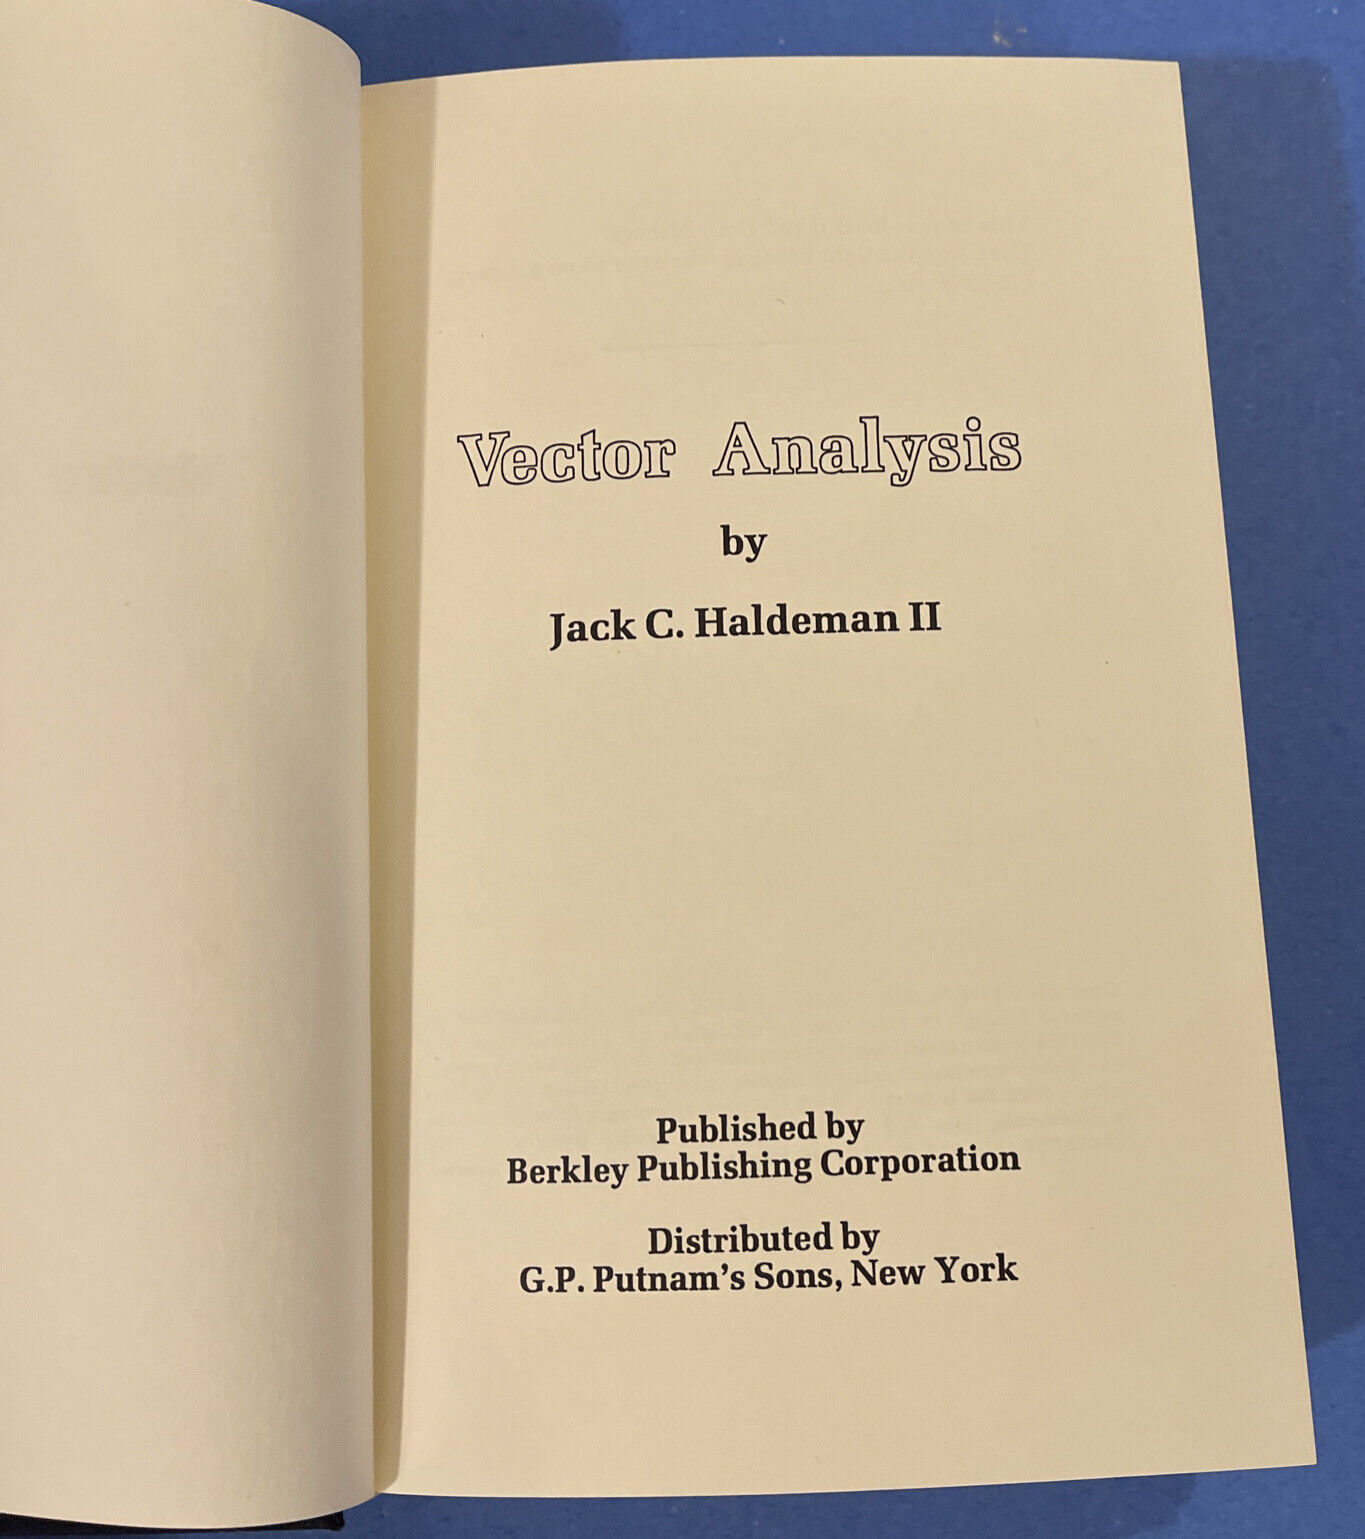 Vector Analysis
by
Jack C. Haldeman II
Published by
Berkley Publishing Corporation
Distributed by
G.P. Putnam's Sons, New York